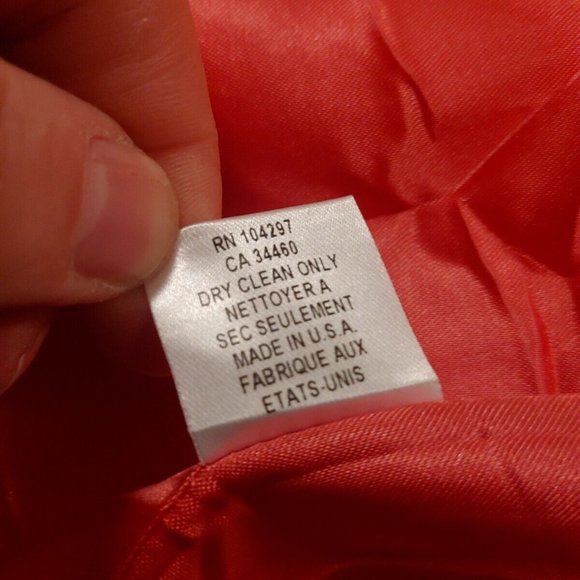 RN 104297
CA 34460
DRY CLEAN ONLY
NETTOYER A
SEC SEULEMENT
MADE IN U.S.A.
FABRIQUE AUX
ETATS-UNIS